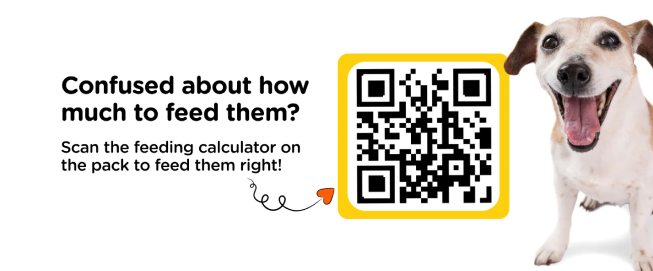 Confused about how
much to feed them?
Scan the feeding calculator on
the pack to feed them right!